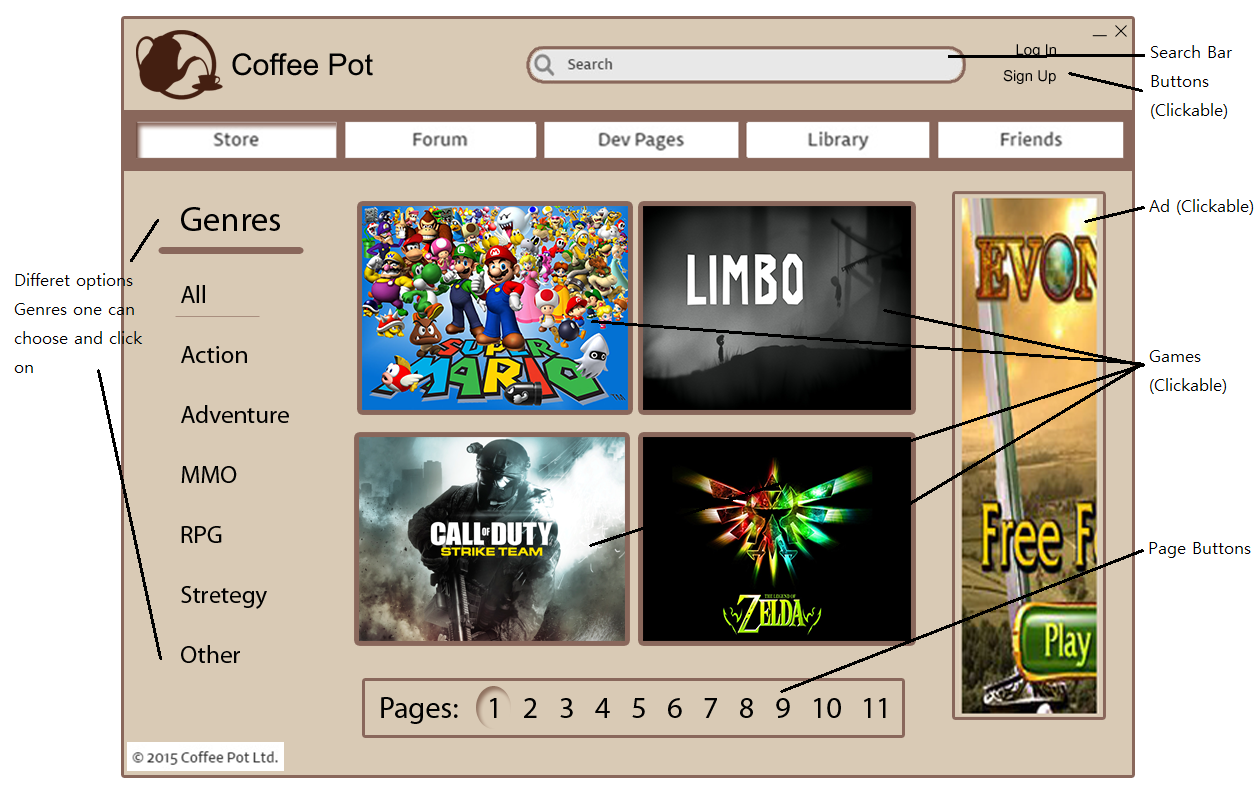 Coffee Pot
Search
Log In
Sign Up
Search Bar
Buttons
(Clickable)
Store
Forum
Dev Pages
Library
Friends
Genres
All
Action
Adventure
MMO
RPG
Stretegy
Other
Differet options
Genres one can
choose and click
on
SUPER
MARIO
TM
LIMBO
CALL OF DUTY
STRIKE TEAM
THE LEGEND OF
ZELDA
EVON
Free F
Play
Ad (Clickable)
Games
(Clickable)
Page Buttons
Pages: 1 2 3 4 5 6 7 8 9 10 11
© 2015 Coffee Pot Ltd.